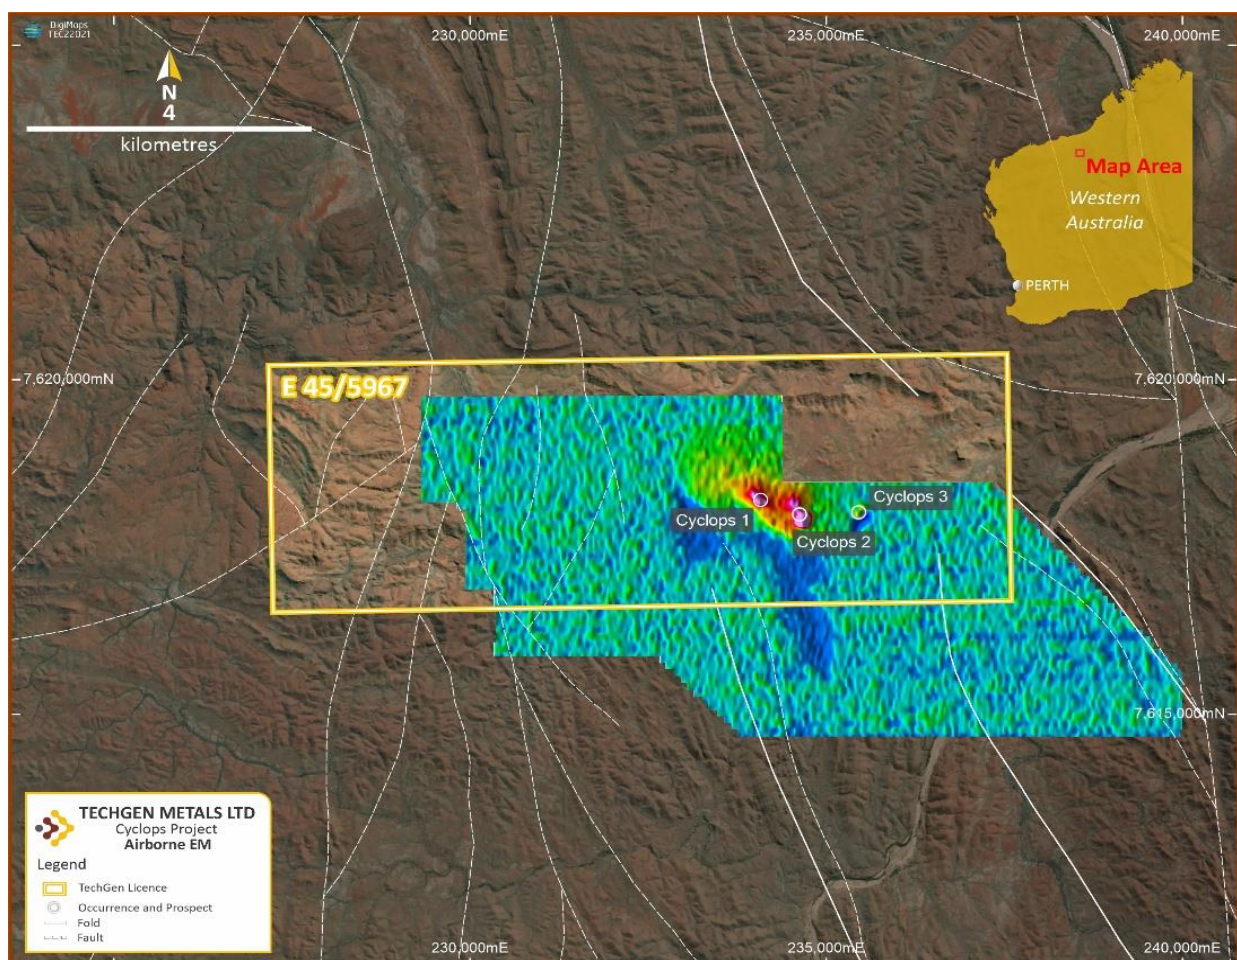 DigiMaps
TEC22021
230,000mE
235,000mE
240,000mE
N
4
kilometres
Map Area
Western
Australia
PERTH
7,620,000mN
7,620,000mN
E 45/5967
Cyclops 1
Cyclops 2
Cyclops 3
7,615,000mN
TECHGEN METALS LTD
Cyclops Project
Airborne EM
Legend
TechGen Licence
Occurrence and Prospect
Fold
Fault
230,000mE
235,000mE
240,000mE